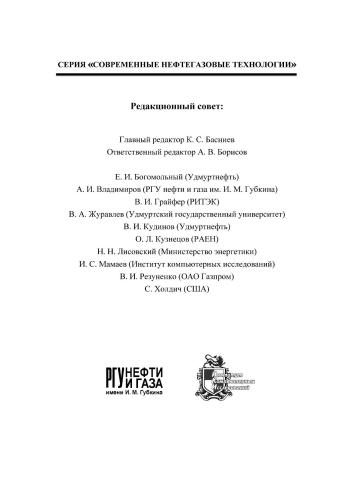 СЕРИЯ «СОВРЕМЕННЫЕ НЕФТЕГАЗОВЫЕ ТЕХНОЛОГИИ»
Редакционный совет:
Главный редактор К. С. Басниев
Ответственный редактор А. В. Борисов
Е. И. Богомольный (Удмуртнефть)
А. И. Владимиров (РГУ нефти и газа им. И. М. Губкина)
В. И. Грайфер (РИТЭК)
В. А. Журавлев (Удмуртский государственный университет)
В. И. Кудинов (Удмуртнефть)
О. Л. Кузнецов (РАЕН)
Н. Н. Лисовский (Министерство энергетики)
И. С. Мамаев (Институт компьютерных исследований)
В. И. Резуненко (ОАО Газпром)
С. Холдич (США)
РГУ НЕФТИ
И ГАЗА
имени И. М. Губкина